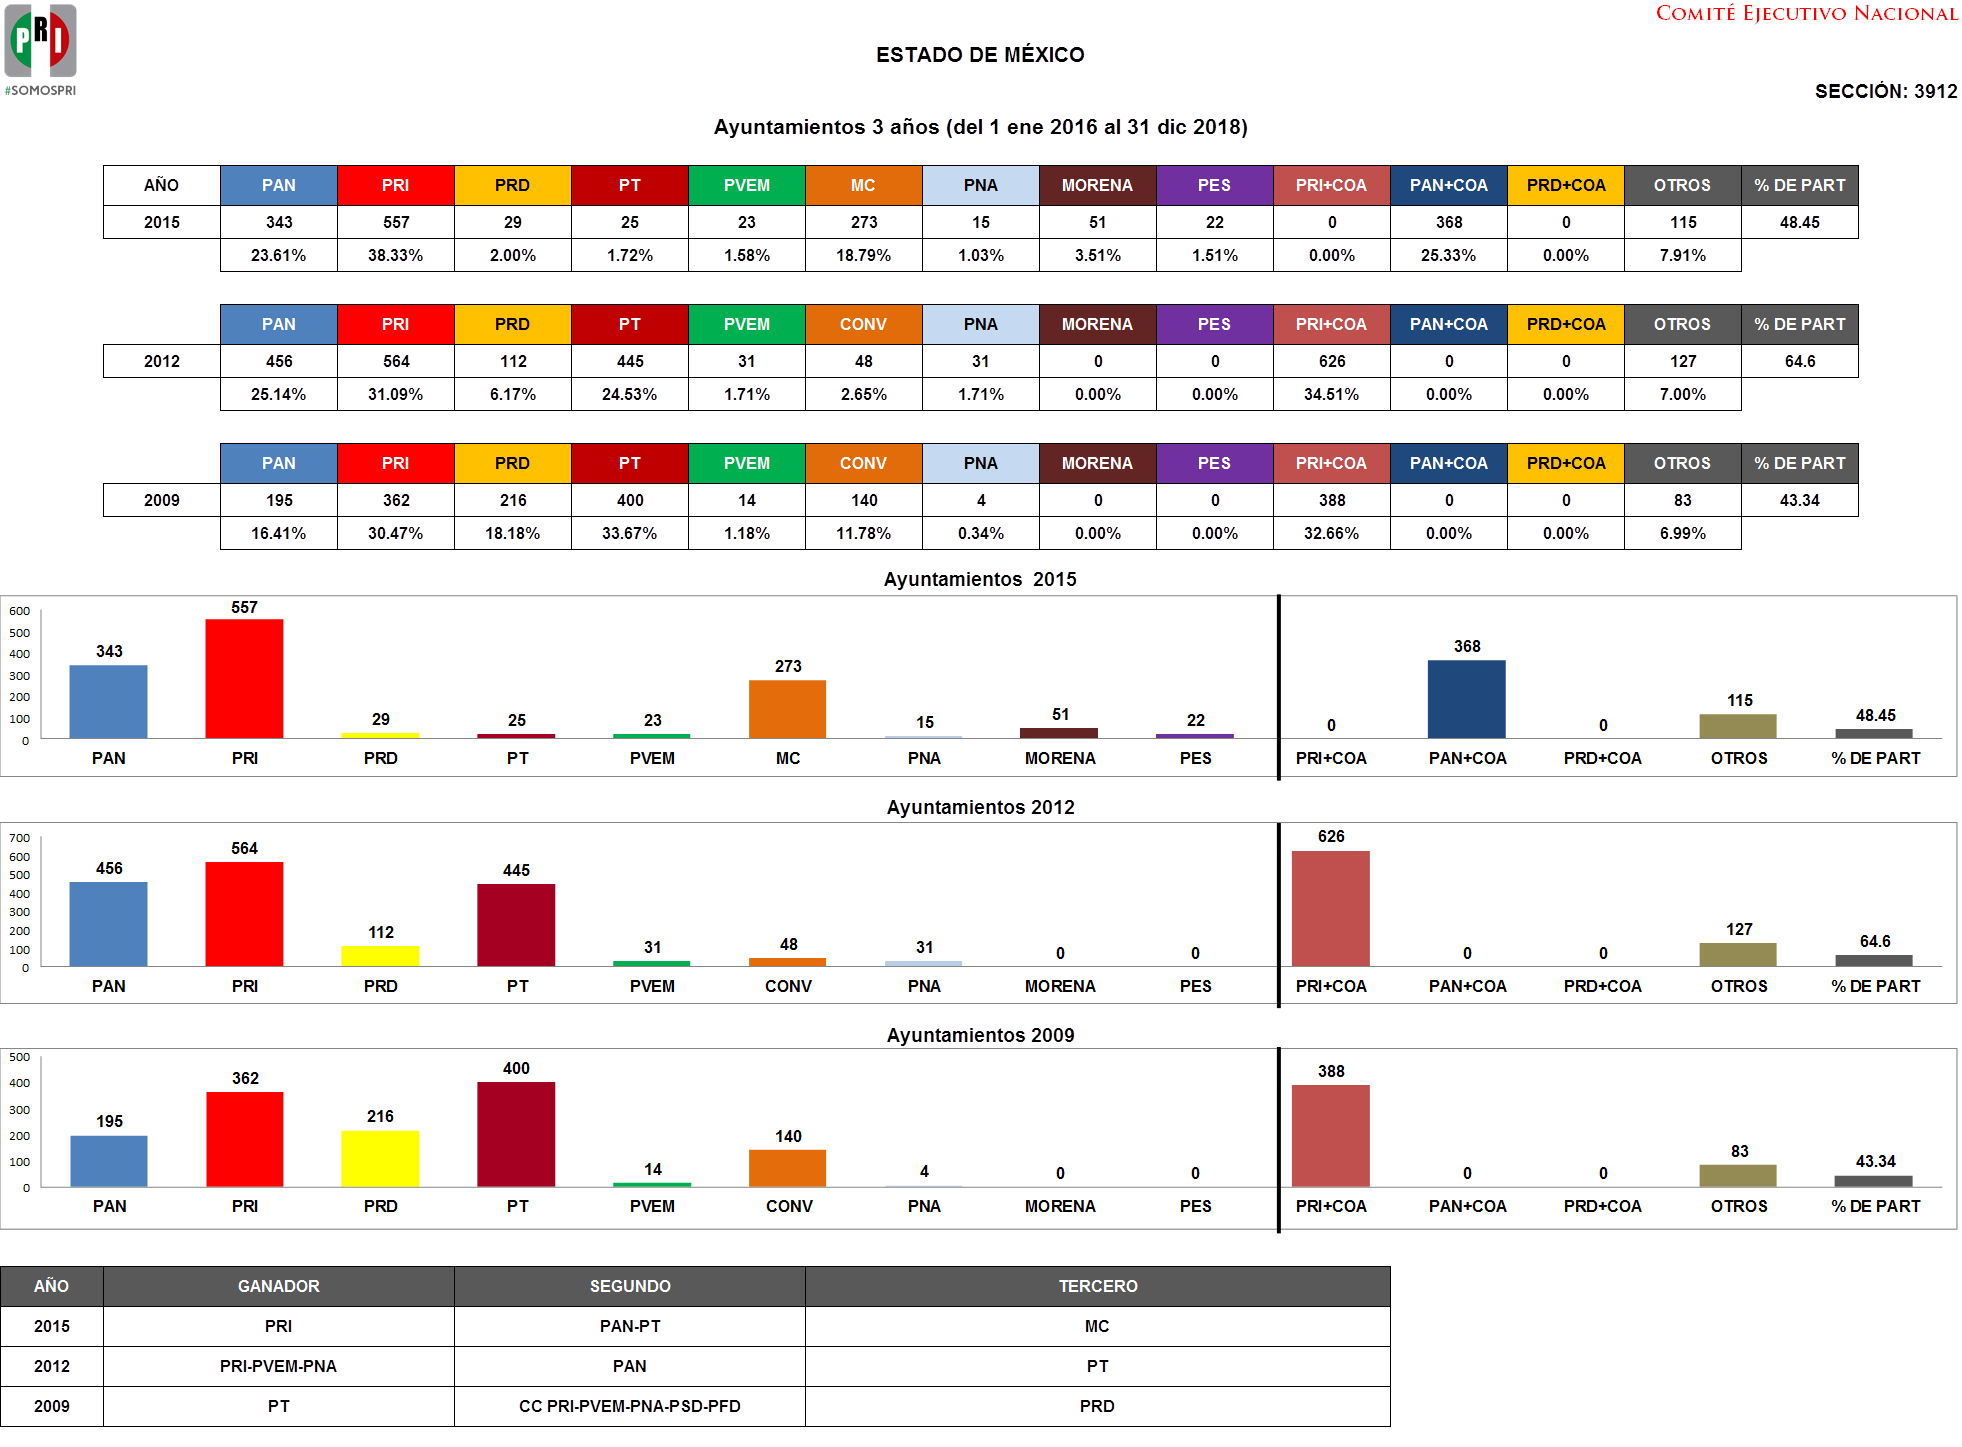 PRI
#SOMOSPRI
COMITÉ EJECUTIVO NACIONAL
ESTADO DE MÉXICO
SECCIÓN: 3912
Ayuntamientos 3 años (del 1 ene 2016 al 31 dic 2018)
AÑO PAN PRI PRD PT PVEM MC PNA MORENA PES PRI+COA PAN+COA PRD+COA OTROS % DE PART
2015 343 557 29 25 23 273 15 51 22 0 368 0 115 48.45
23.61% 38.33% 2.00% 1.72% 1.58% 18.79% 1.03% 3.51% 1.51% 0.00% 25.33% 0.00% 7.91%
PAN PRI PRD PT PVEM CONV PNA MORENA PES PRI+COA PAN+COA PRD+COA OTROS % DE PART
2012 456 564 112 445 31 48 31 0 0 626 0 0 127 64.6
25.14% 31.09% 6.17% 24.53% 1.71% 2.65% 1.71% 0.00% 0.00% 34.51% 0.00% 0.00% 7.00%
PAN PRI PRD PT PVEM CONV PNA MORENA PES PRI+COA PAN+COA PRD+COA OTROS % DE PART
2009 195 362 216 400 14 140 4 0 0 388 0 0 83 43.34
16.41% 30.47% 18.18% 33.67% 1.18% 11.78% 0.34% 0.00% 0.00% 32.66% 0.00% 0.00% 6.99%
Ayuntamientos 2015
600
500
400
300
200
100
0
343 557 29 25 23 273 15 51 22 0 368 0 115 48.45
PAN PRI PRD PT PVEM MC PNA MORENA PES PRI+COA PAN+COA PRD+COA OTROS % DE PART
Ayuntamientos 2012
700
600
500
400
300
200
100
0
456 564 112 445 31 48 31 0 0 626 0 0 127 64.6
PAN PRI PRD PT PVEM CONV PNA MORENA PES PRI+COA PAN+COA PRD+COA OTROS % DE PART
Ayuntamientos 2009
500
400
300
200
100
0
195 362 216 400 14 140 4 0 0 388 0 0 83 43.34
PAN PRI PRD PT PVEM CONV PNA MORENA PES PRI+COA PAN+COA PRD+COA OTROS % DE PART
AÑO GANADOR SEGUNDO TERCERO
2015 PRI PAN-PT MC
2012 PRI-PVEM-PNA PAN PT
2009 PT CC PRI-PVEM-PNA-PSD-PFD PRD